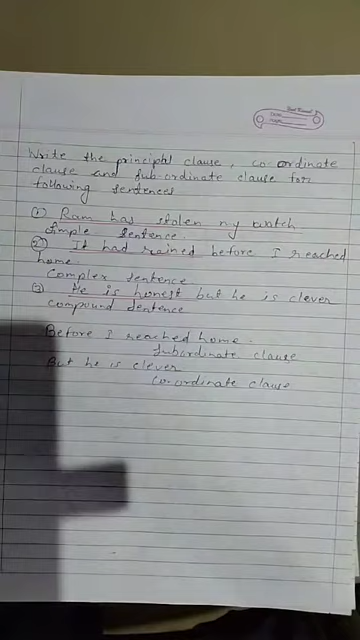 Write the principal clause, co-ordinate
clause and sub-ordinate clause for
following sentences
① Ram has stolen my watch
Simple Sentence.
② It had rained before I reached
home.
Complex sentence
③ He is honest but he is clever
compound sentence
Before I reached home.
Subordinate clause
But he is clever
Co-ordinate clause